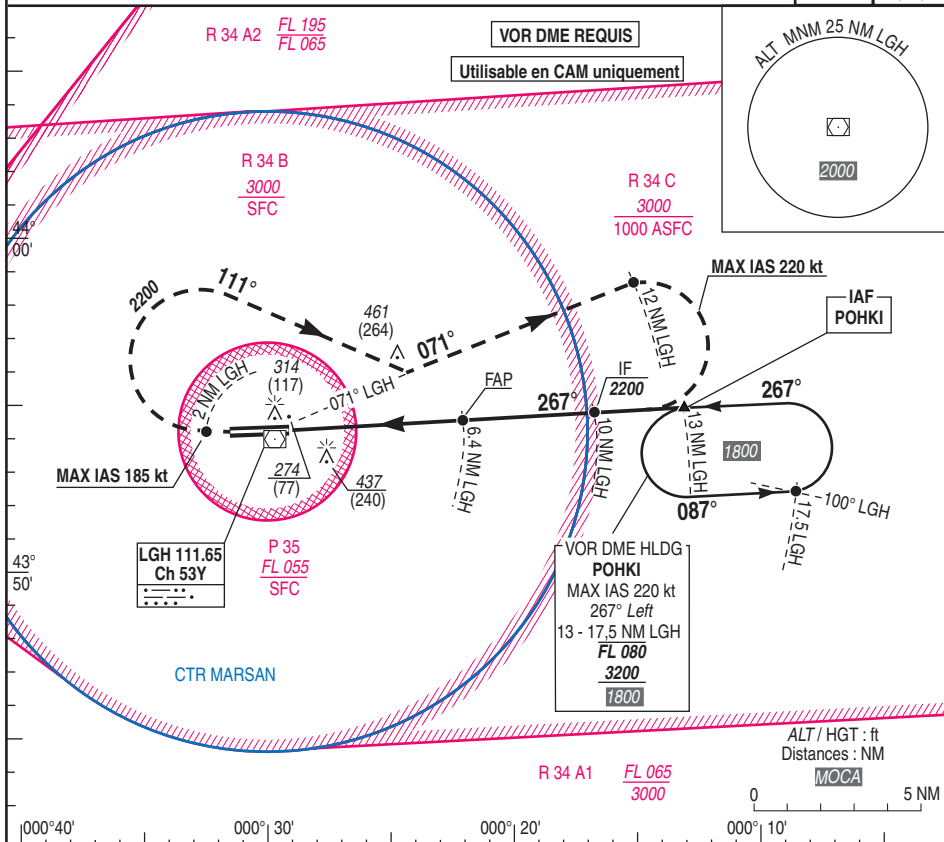 R 34 A2
FL 195
FL 065
VOR DME REQUIS
Utilisable en CAM uniquement
ALT MNM 25 NM LGH
2000
R 34 B
3000
SFC
R 34 C
3000
1000 ASFC
44°
00'
2200
111°
461
(264)
071°
12 NM LGH
MAX IAS 220 kt
IAF
POHKI
2 NM LGH
314
(117)
071° LGH
FAP
267°
IF
2200
267°
6.4 NM LGH
10 NM LGH
13 NM LGH
1800
MAX IAS 185 kt
274
(77)
437
(240)
087°
100° LGH
17.5 LGH
LGH 111.65
Ch 53Y
P 35
FL 055
SFC
43°
50'
VOR DME HLDG
POHKI
MAX IAS 220 kt
267° Left
13 - 17,5 NM LGH
FL 080
3200
1800
CTR MARSAN
R 34 A1
FL 065
3000
ALT / HGT : ft
Distances : NM
MOCA
0 5 NM
000°40'
000°30'
000°20'
000°10'